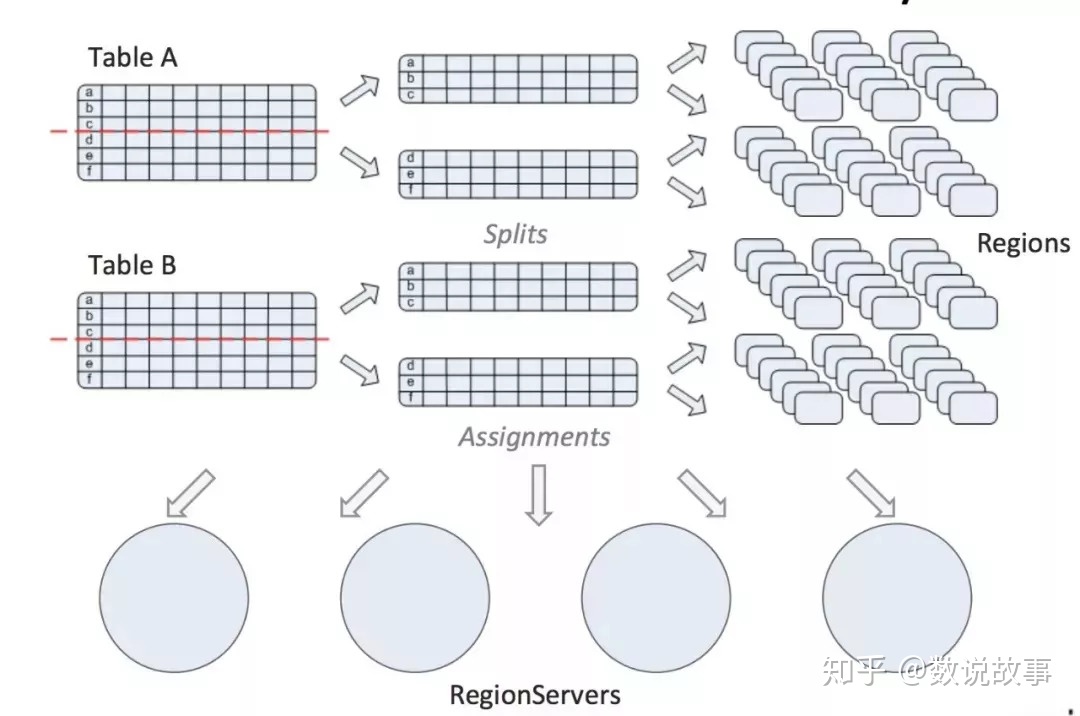 Table A
a
b
c
d
e
f
a
b
c
d
e
f
Splits
Regions
Table B
a
b
c
d
e
f
a
b
c
d
e
f
Assignments
RegionServers
知乎 @数说故事